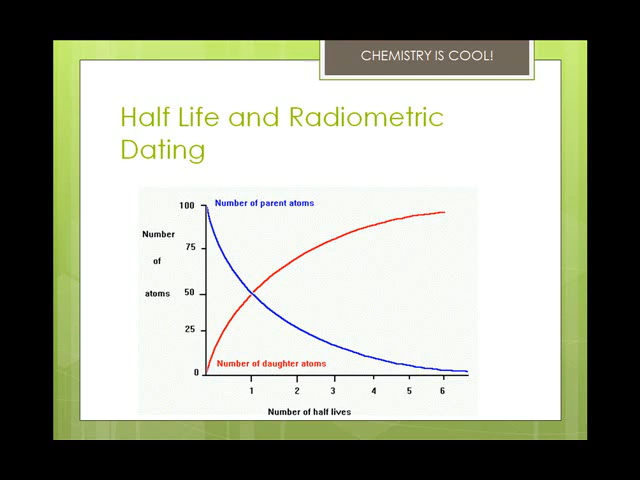 CHEMISTRY IS COOL!
Half Life and Radiometric
Dating
100
Number of parent atoms
Number
75
of
atoms
50
25
Number of daughter atoms
0
1 2 3 4 5 6
Number of half lives